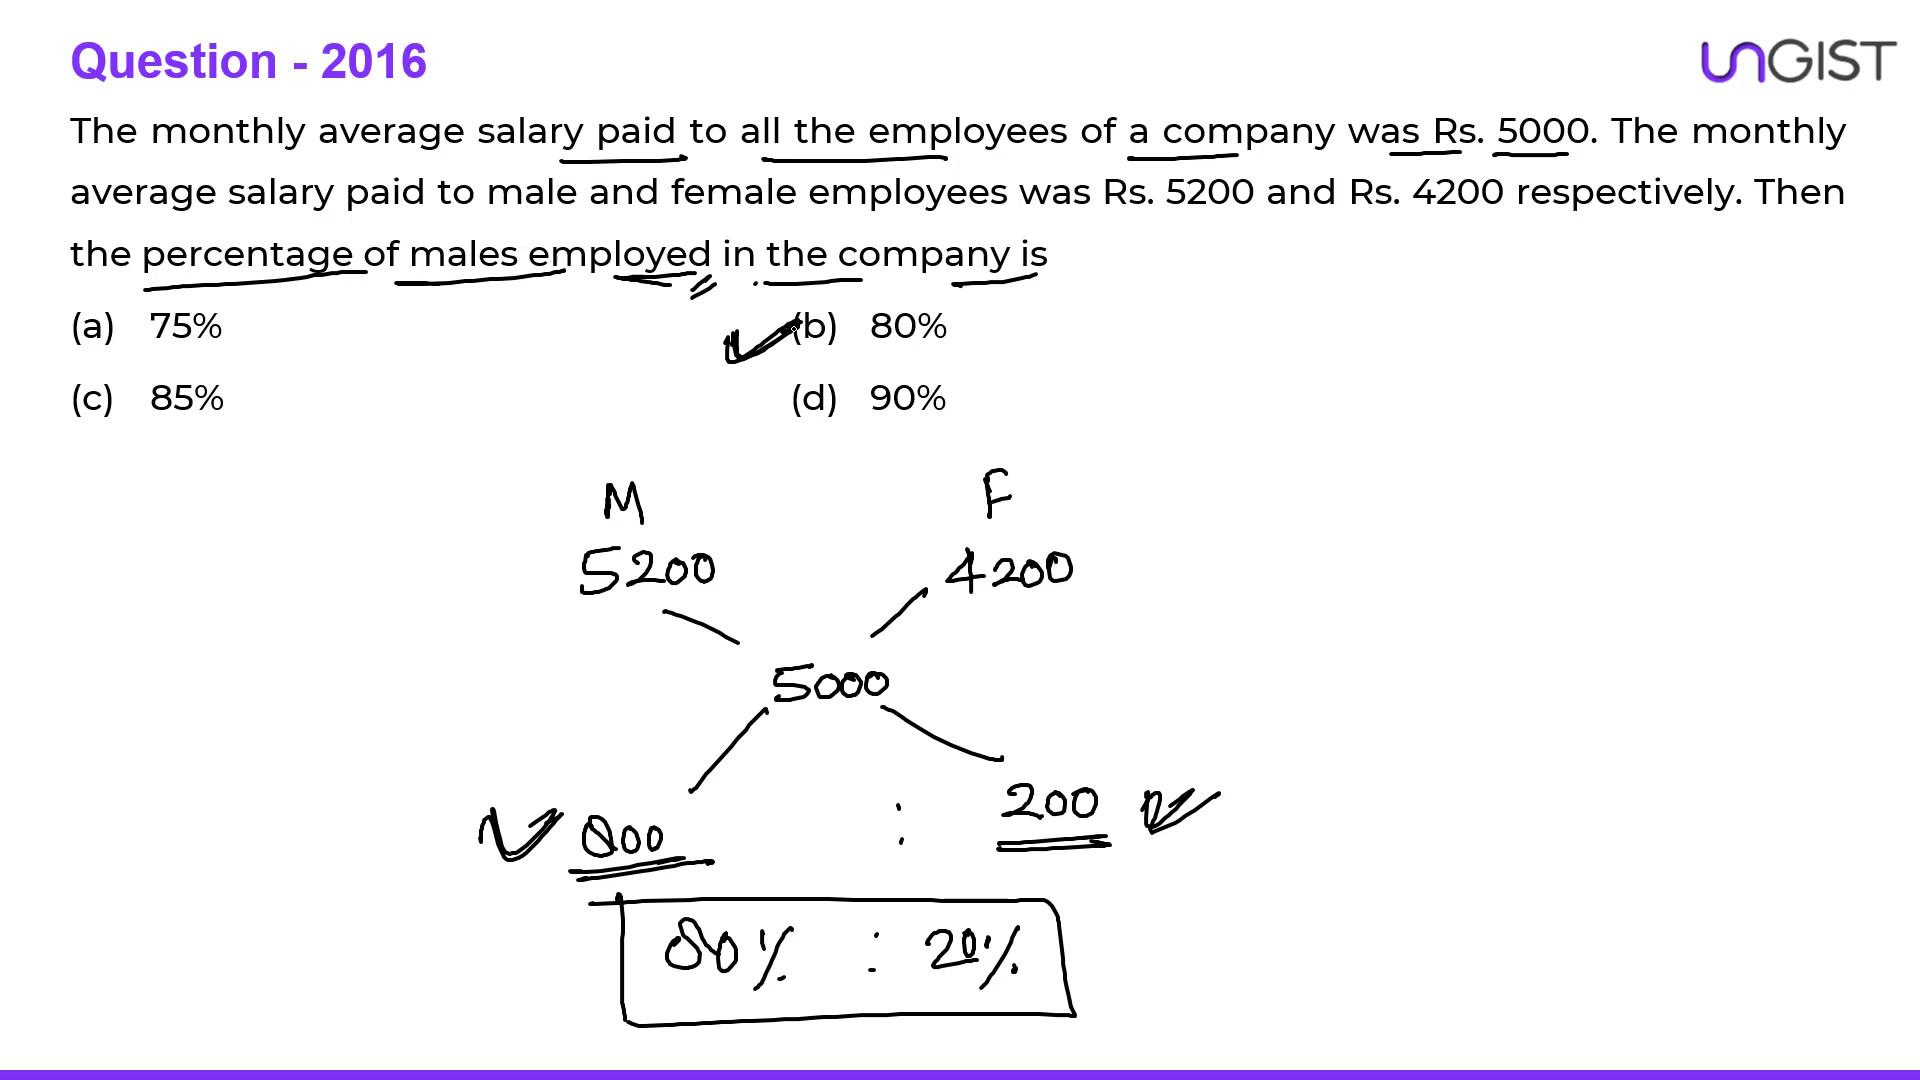 Question - 2016
UNGIST
The monthly average salary paid to all the employees of a company was Rs. 5000. The monthly
average salary paid to male and female employees was Rs. 5200 and Rs. 4200 respectively. Then
the percentage of males employed in the company is
(a) 75% (b) 80%
(c) 85% (d) 90%
M F
5200 4200
5000
800 : 200
80% : 20%